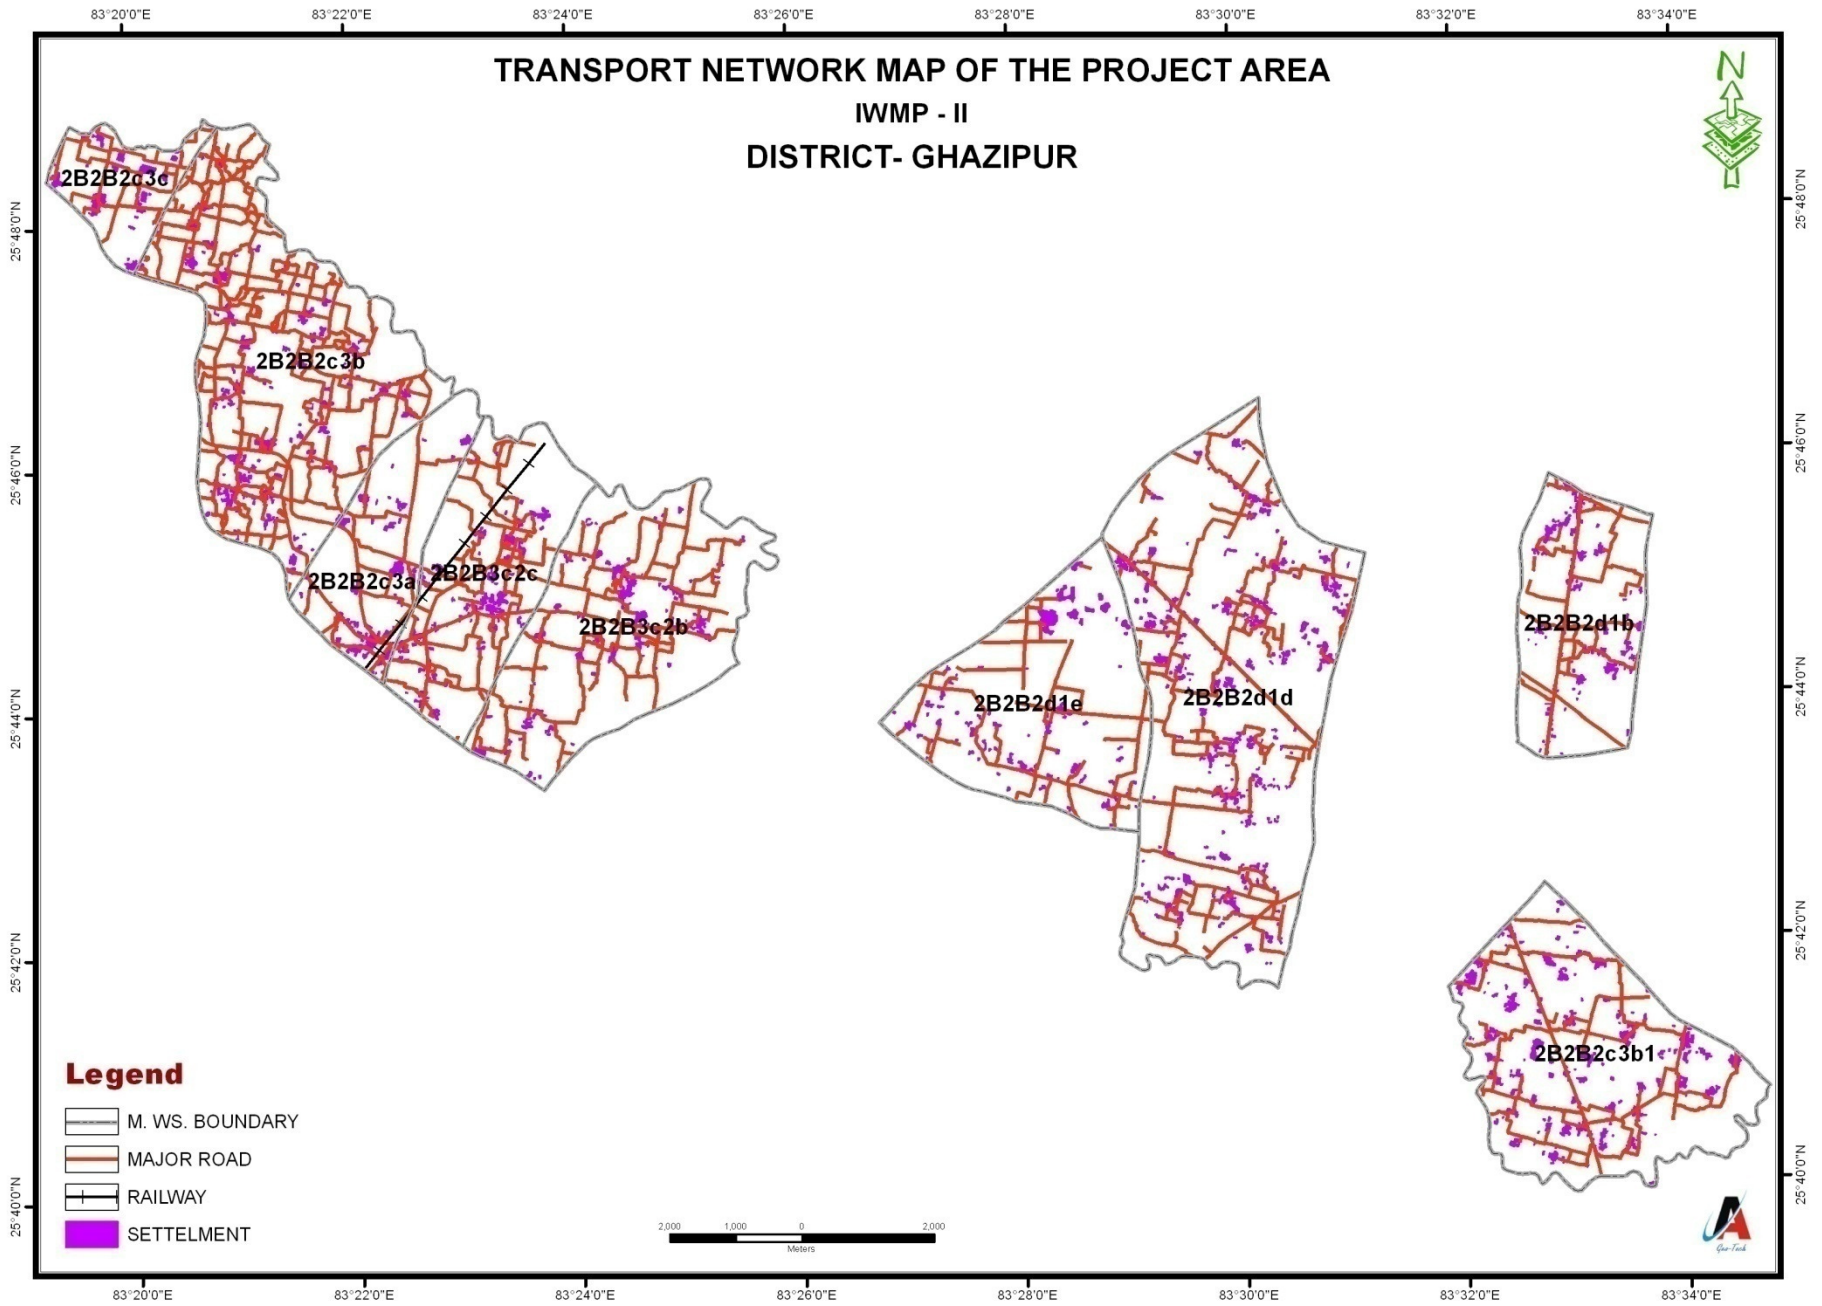 83°20'0"E 83°22'0"E 83°24'0"E 83°26'0"E 83°28'0"E 83°30'0"E 83°32'0"E 83°34'0"E
TRANSPORT NETWORK MAP OF THE PROJECT AREA
IWMP - II
DISTRICT- GHAZIPUR
N
2B2B2c3c
25°48'0"N
25°48'0"N
2B2B2c3b
25°46'0"N
25°46'0"N
2B2B2c3a
2B2B3c2c
2B2B3c2b
2B2B2d1b
25°44'0"N
25°44'0"N
2B2B2d1e
2B2B2d1d
25°42'0"N
25°42'0"N
2B2B2c3b1
Legend
M. WS. BOUNDARY
MAJOR ROAD
RAILWAY
SETTELMENT
25°40'0"N
25°40'0"N
2,000 1,000 0 2,000
Meters
A
Geo-Tech
83°20'0"E 83°22'0"E 83°24'0"E 83°26'0"E 83°28'0"E 83°30'0"E 83°32'0"E 83°34'0"E